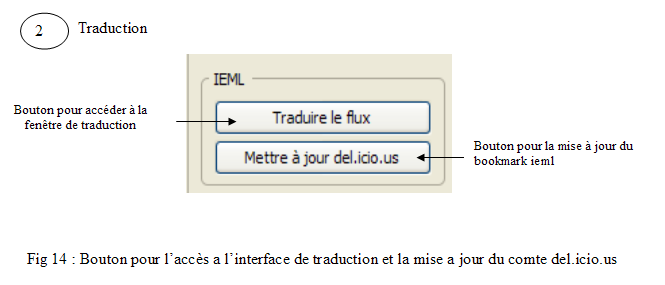 2
Traduction
IEML
Bouton pour accéder à la
fenêtre de traduction
Traduire le flux
Mettre à jour del.icio.us
Bouton pour la mise à jour du
bookmark ieml
Fig 14 : Bouton pour l'accès a l'interface de traduction et la mise a jour du comte del.icio.us